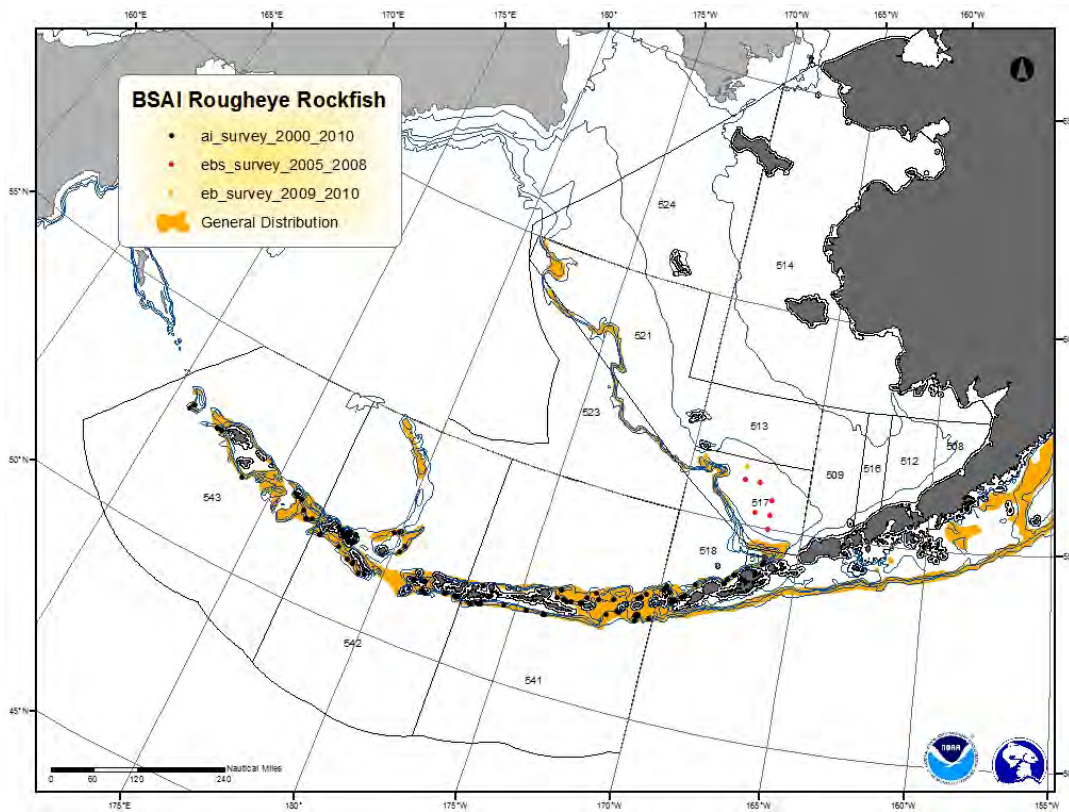 160°E
165°E
170°E
175°E
180°
175°W
170°W
165°W
160°W
BSAI Rougheye Rockfish
ai_survey_2000_2010
ebs_survey_2005_2008
eb_survey_2009_2010
General Distribution
55°N
524
514
521
523
513
509
516
512
508
50°N
543
517
518
542
541
45°N
NOAA
Nautical Miles
0 60 120 240
175°E
180°
175°W
170°W
165°W
160°W
155°W